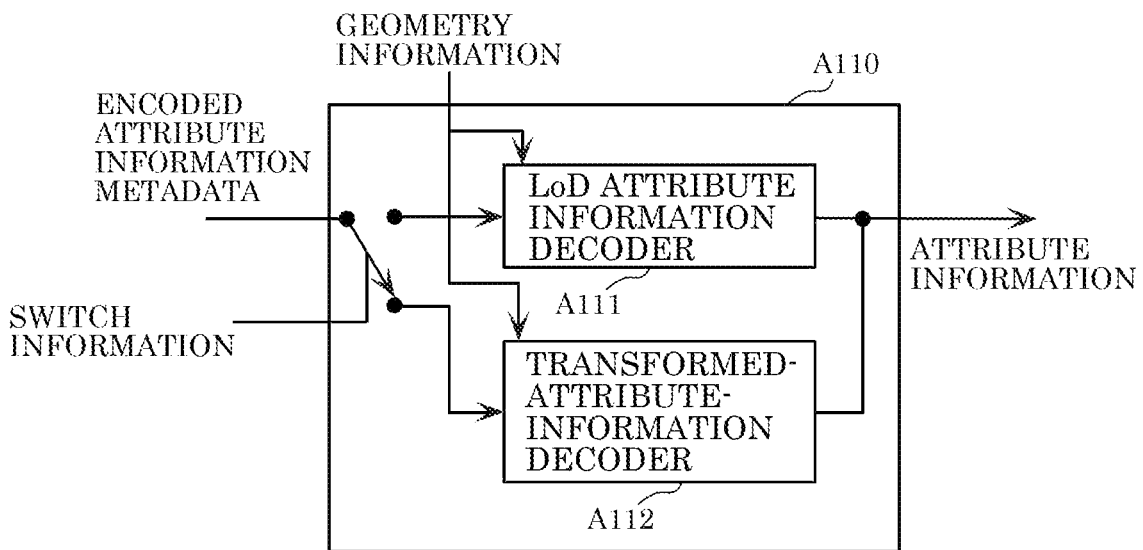 GEOMETRY
INFORMATION
A110
ENCODED
ATTRIBUTE
INFORMATION
METADATA
LoD ATTRIBUTE
INFORMATION
DECODER
A111
ATTRIBUTE
INFORMATION
SWITCH
INFORMATION
TRANSFORMED-
ATTRIBUTE-
INFORMATION
DECODER
A112